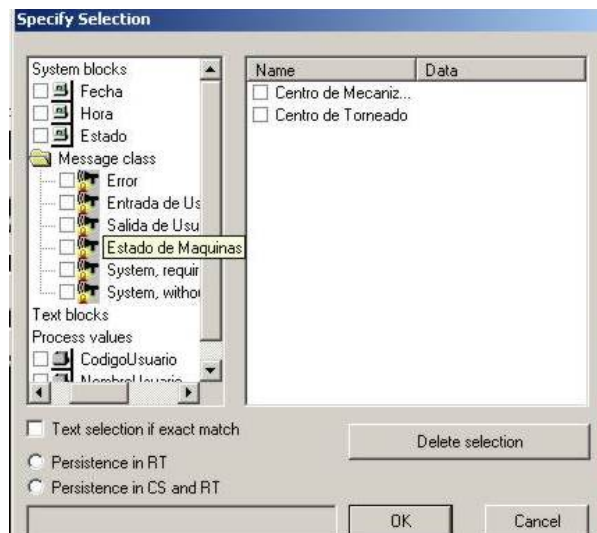 Specify Selection
System blocks
Fecha
Hora
Estado
Message class
Error
Entrada de Us
Salida de Usu
Estado de Maquinas
System, requir
System, witho
Text blocks
Process values
CodigoUsuario
NombreUsuario
Name Data
Centro de Mecaniz...
Centro de Torneado
Text selection if exact match
Delete selection
Persistence in RT
Persistence in CS and RT
OK Cancel